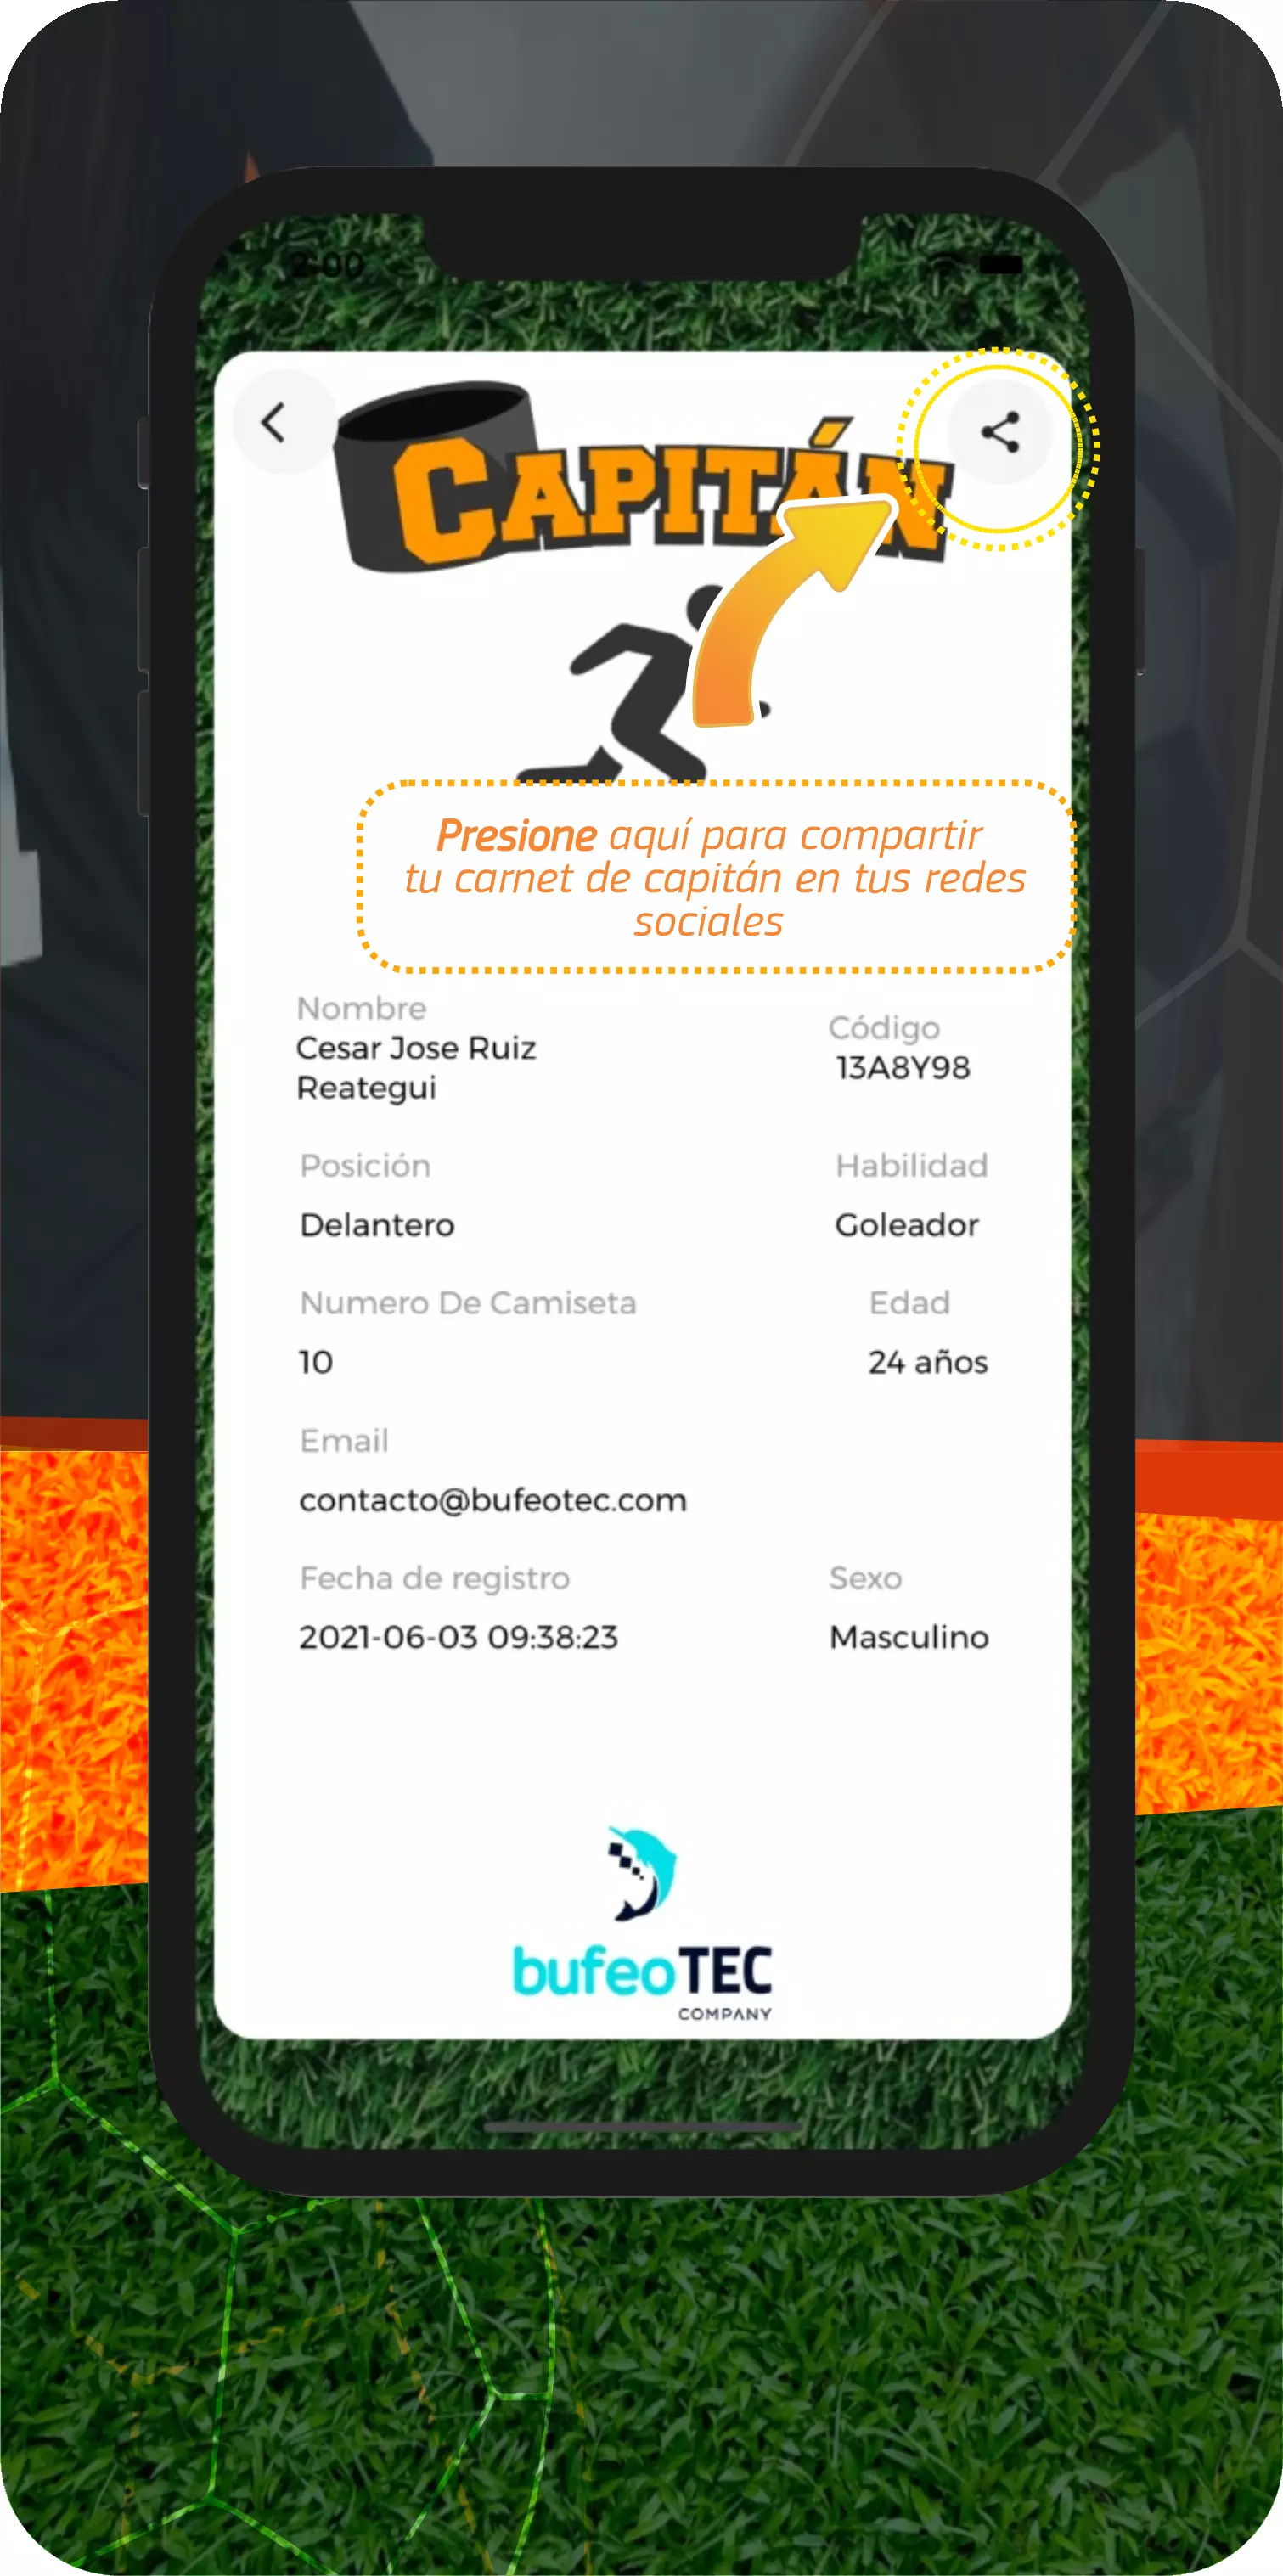 2:00
CAPITÁN
Presione aquí para compartir
tu carnet de capitán en tus redes
sociales
Nombre
Cesar Jose Ruiz
Reategui
Código
13A8Y98
Posición
Habilidad
Delantero
Goleador
Numero De Camiseta
Edad
10
24 años
Email
contacto@bufeotec.com
Fecha de registro
Sexo
2021-06-03 09:38:23
Masculino
bufeoTEC
COMPANY